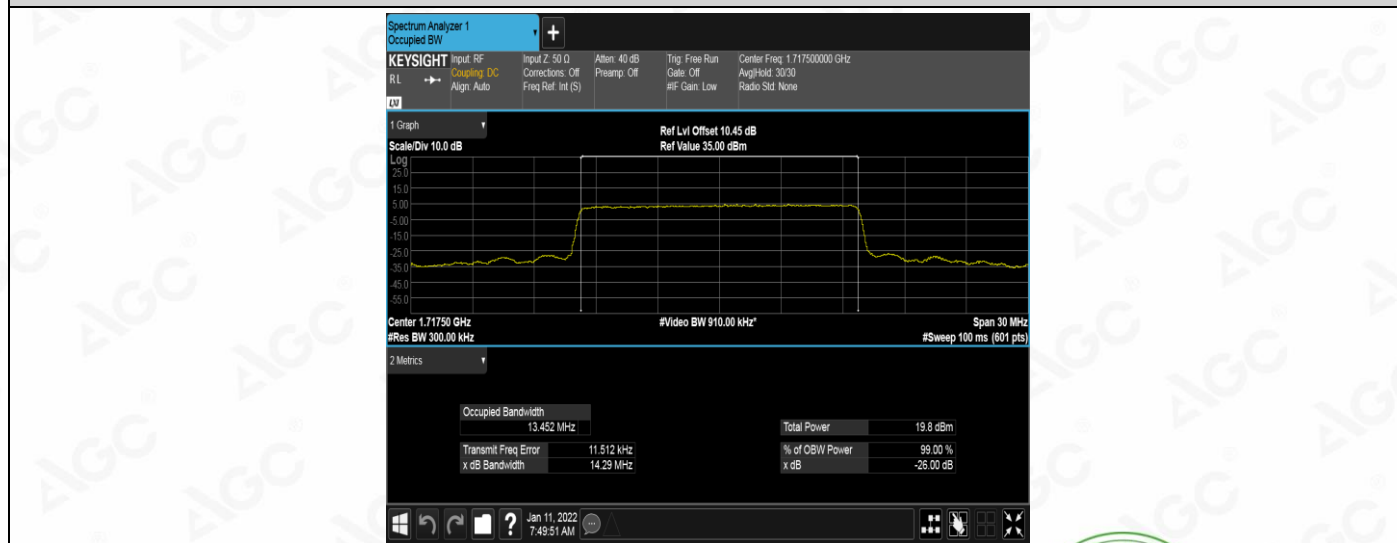 Spectrum Analyzer 1
Occupied BW
+
KEYSIGHT
RL
LXI
Input: RF
Coupling: DC
Align: Auto
Input Z: 50 Ω
Corrections: Off
Freq Ref: Int (S)
Atten: 40 dB
Preamp: Off
Trig: Free Run
Gate: Off
#IF Gain: Low
Center Freq: 1.717500000 GHz
Avg|Hold: 30/30
Radio Std: None
1 Graph
Scale/Div 10.0 dB
Ref Lvl Offset 10.45 dB
Ref Value 35.00 dBm
Log
25.0
15.0
5.00
-5.00
-15.0
-25.0
-35.0
-45.0
-55.0
Center 1.71750 GHz
#Video BW 910.00 kHz*
Span 30 MHz
#Res BW 300.00 kHz
#Sweep 100 ms (601 pts)
2 Metrics
Occupied Bandwidth
13.452 MHz
Total Power 19.8 dBm
Transmit Freq Error 11.512 kHz
% of OBW Power 99.00 %
x dB Bandwidth 14.29 MHz
x dB -26.00 dB
?
Jan 11, 2022
7:49:51 AM
AGC